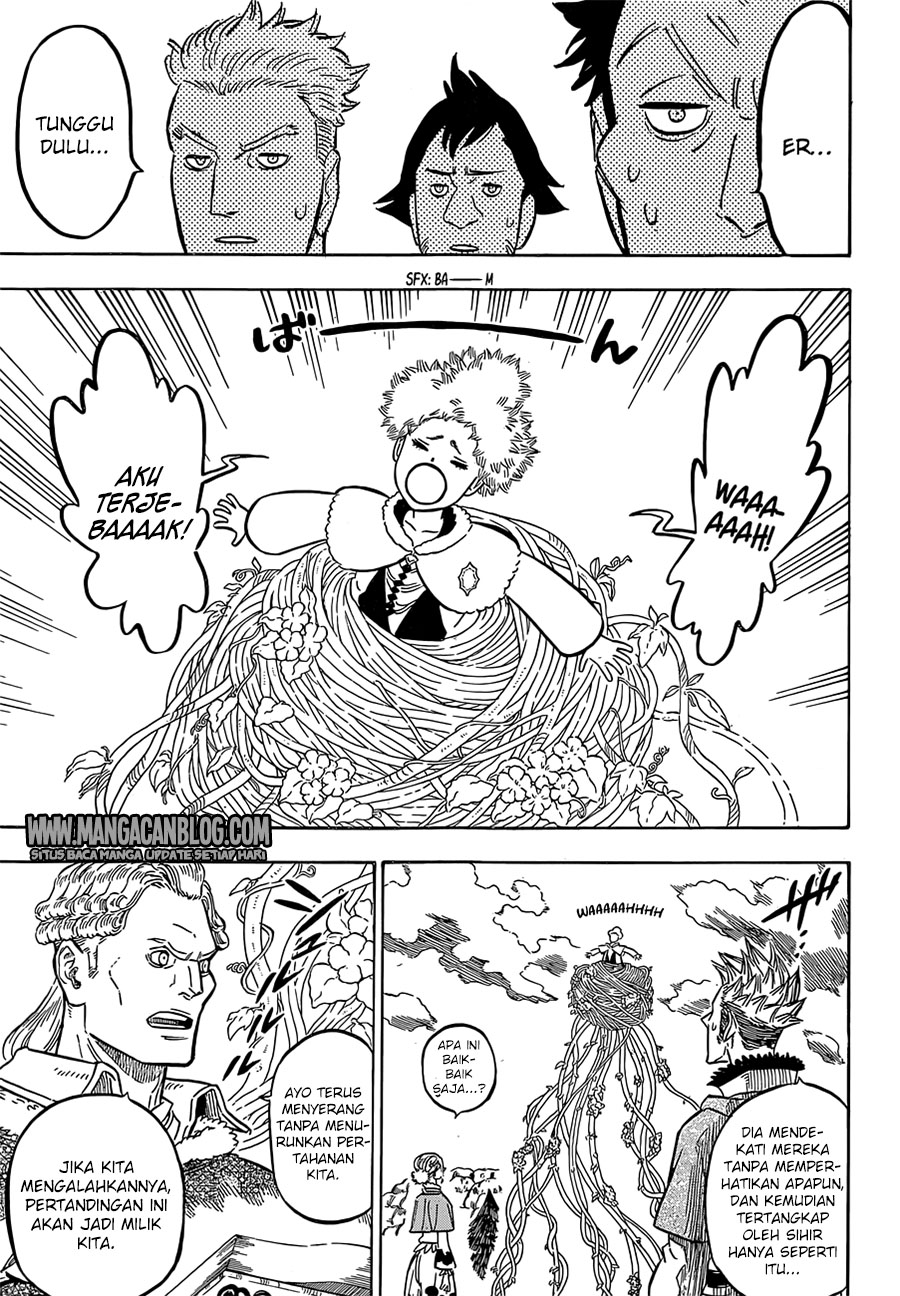 ER...
TUNGGU
DULU...
SFX: BA——M
ば——ん
WAAA
AAAH!
AKU
TERJE-
BAAAAK!
WWW.MANGACANBLOG.COM
SITUS BACA MANGA UPDATE SETIAP HARI
WAAAAAHHHH
DIA MENDE-
KATI MEREKA
TANPA MEMPER-
HATIKAN APAPUN,
DAN KEMUDIAN
TERTANGKAP
OLEH SIHIR
HANYA SEPERTI
ITU...
APA INI
BAIK-
BAIK
SAJA...?
AYO TERUS
MENYERANG
TANPA MENU-
RUNKAN PER-
TAHANAN
KITA.
JIKA KITA
MENGALAHKANNYA,
PERTANDINGAN INI
AKAN JADI MILIK
KITA.